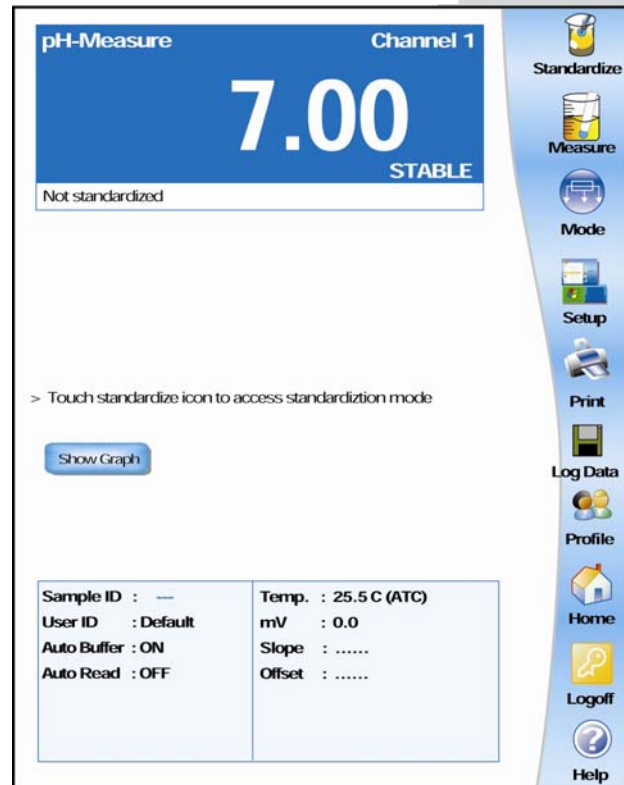 pH-Measure Channel 1
7.00
STABLE
Not standardized
> Touch standardize icon to access standardiztion mode
Show Graph
Sample ID : ---
User ID : Default
Auto Buffer : ON
Auto Read : OFF
Temp. : 25.5 C (ATC)
mV : 0.0
Slope : ......
Offset : ......
Standardize
Measure
Mode
Setup
Print
Log Data
Profile
Home
Logoff
?
Help